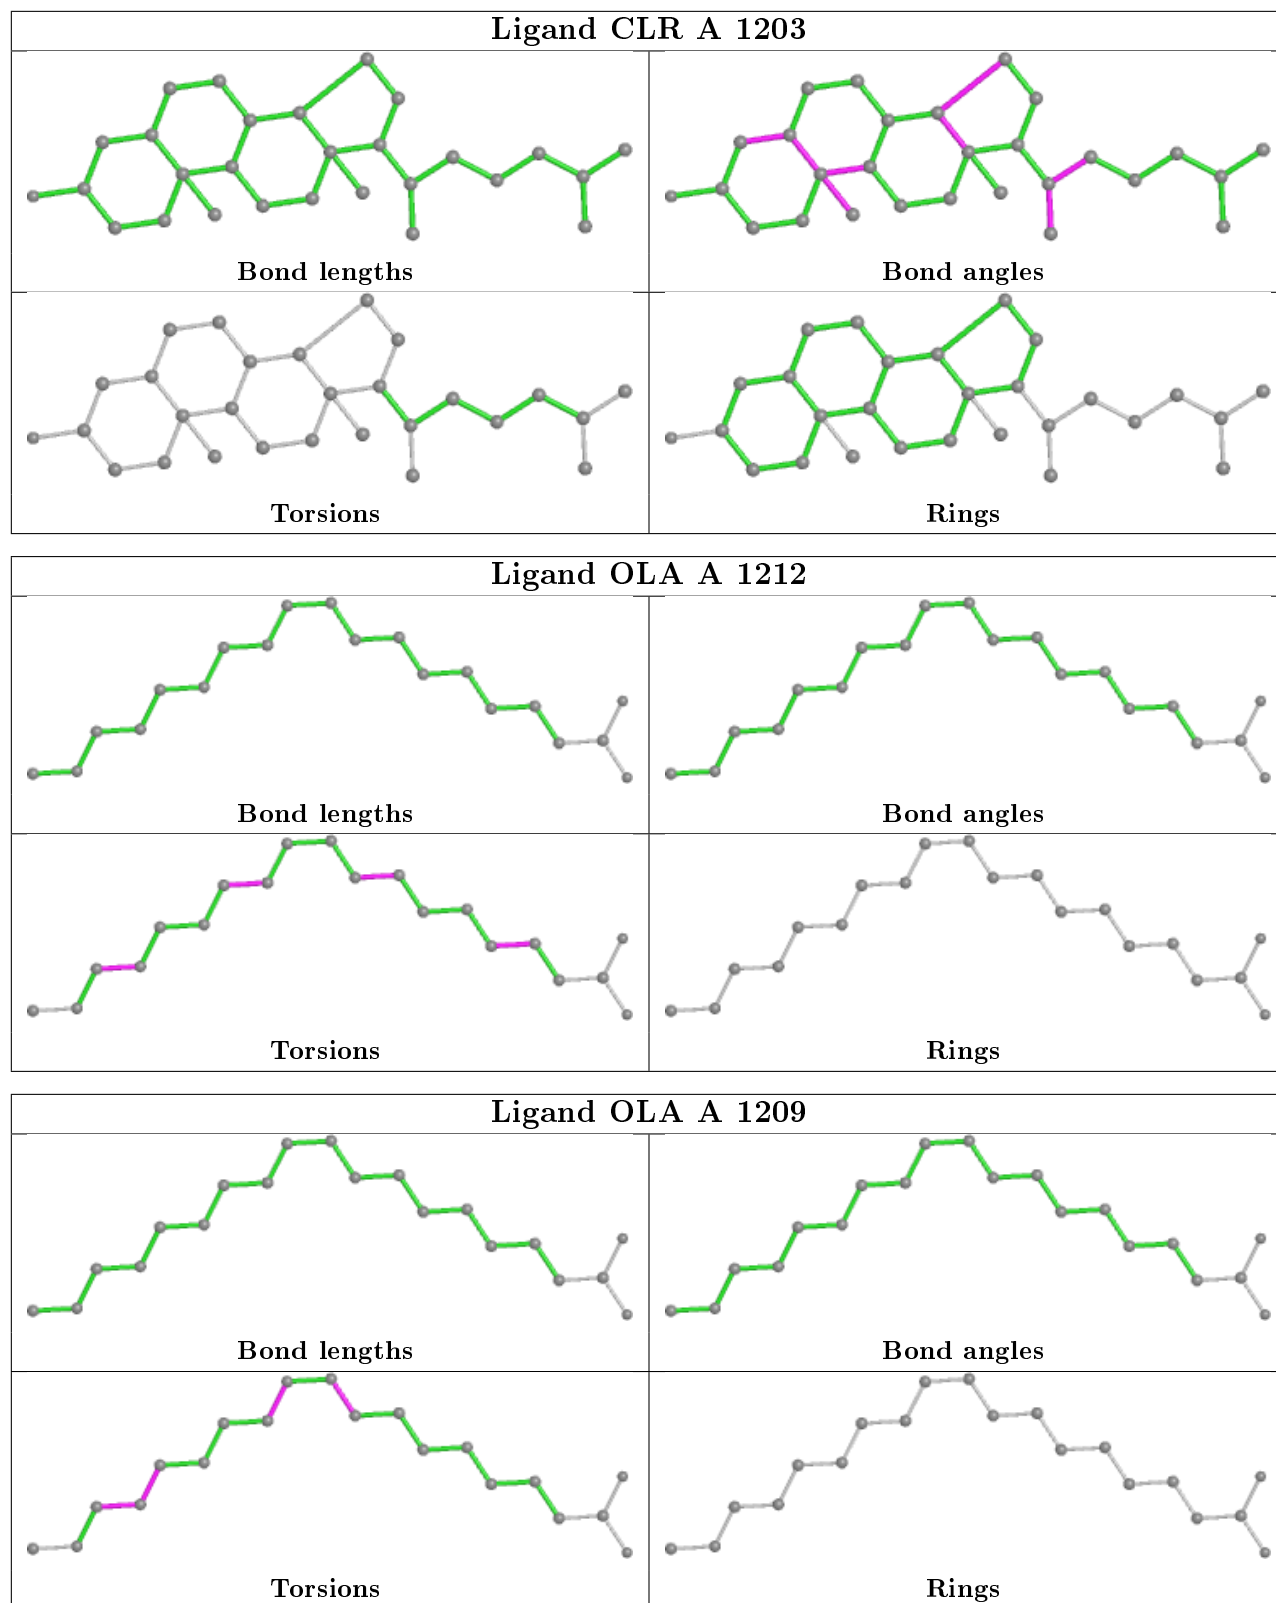 Ligand CLR A 1203
Bond lengths
Bond angles
Torsions
Rings
Ligand OLA A 1212
Bond lengths
Bond angles
Torsions
Rings
Ligand OLA A 1209
Bond lengths
Bond angles
Torsions
Rings